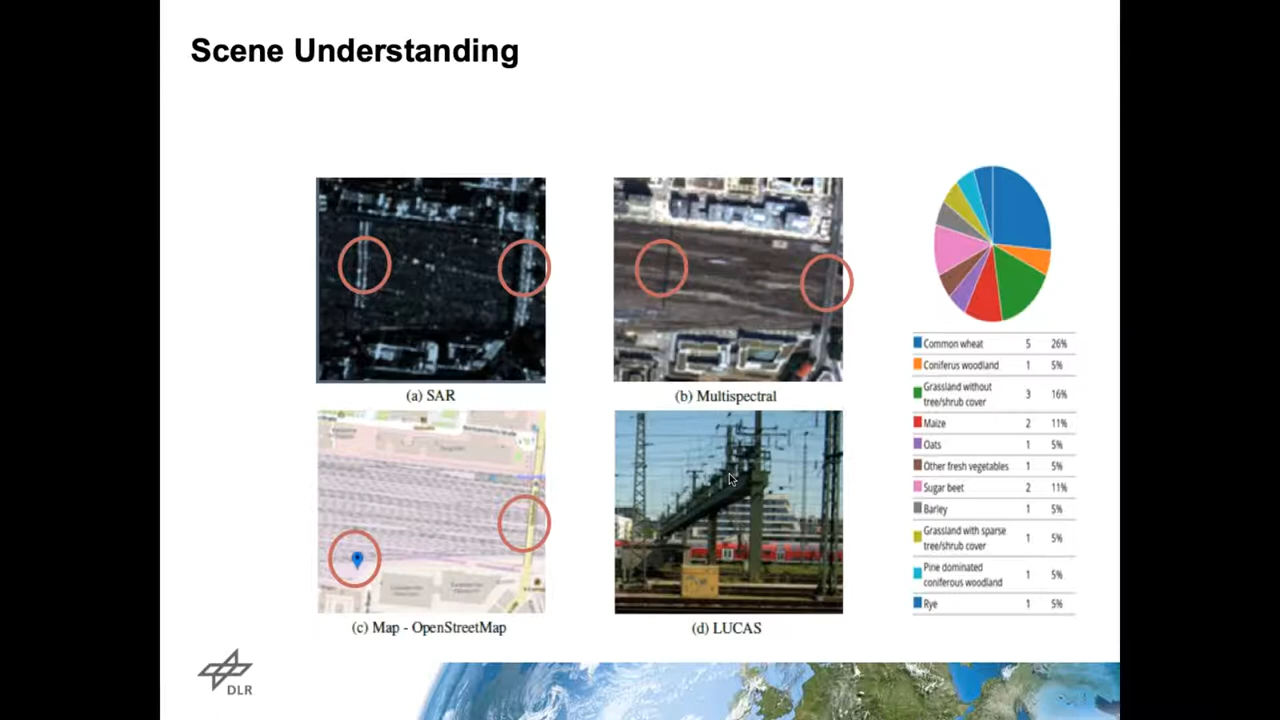 Scene Understanding
(a) SAR
(b) Multispectral
(c) Map - OpenStreetMap
(d) LUCAS
Common wheat 5 26%
Coniferus woodland 1 5%
Grassland without
tree/shrub cover 3 16%
Maize 2 11%
Oats 1 5%
Other fresh vegetables 1 5%
Sugar beet 2 11%
Barley 1 5%
Grassland with sparse
tree/shrub cover 1 5%
Pine dominated
coniferous woodland 1 5%
Rye 1 5%
DLR